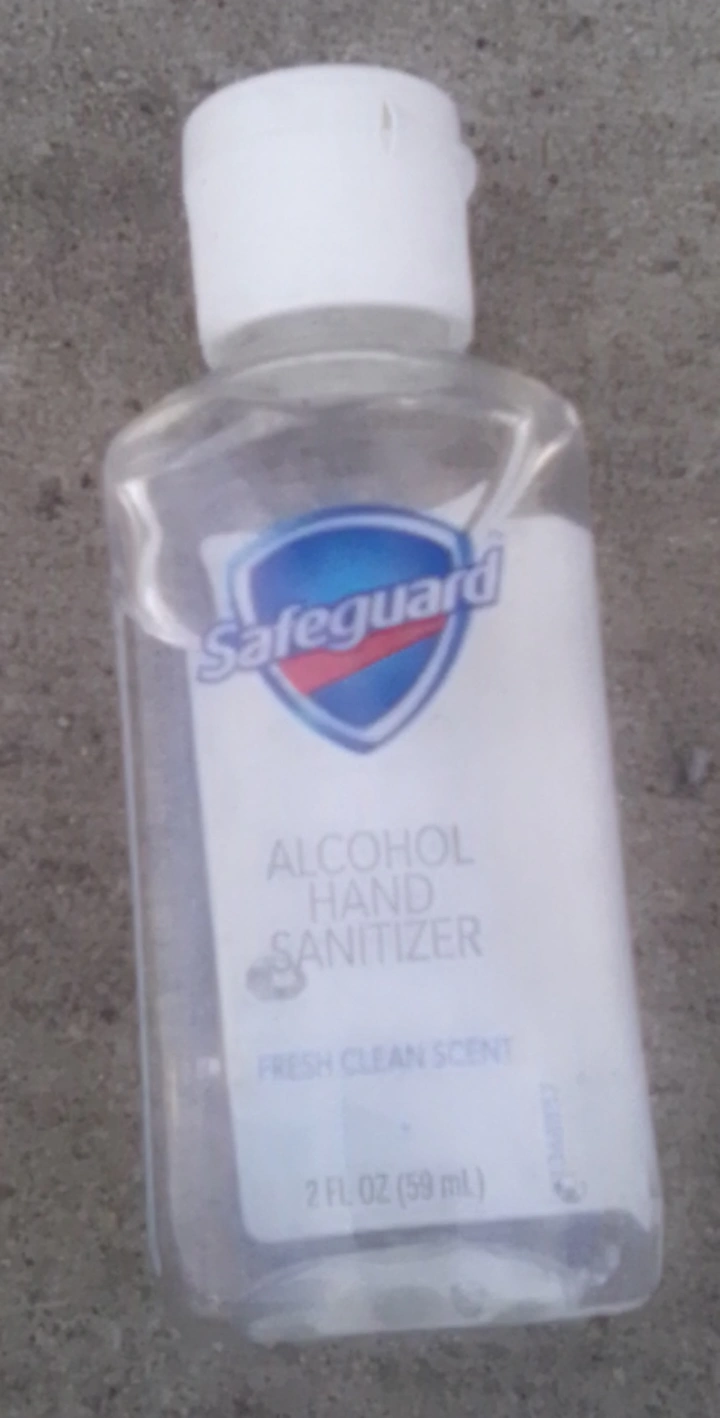 Safeguard
ALCOHOL
HAND
SANITIZER
FRESH CLEAN SCENT
2 FL OZ (59 mL)